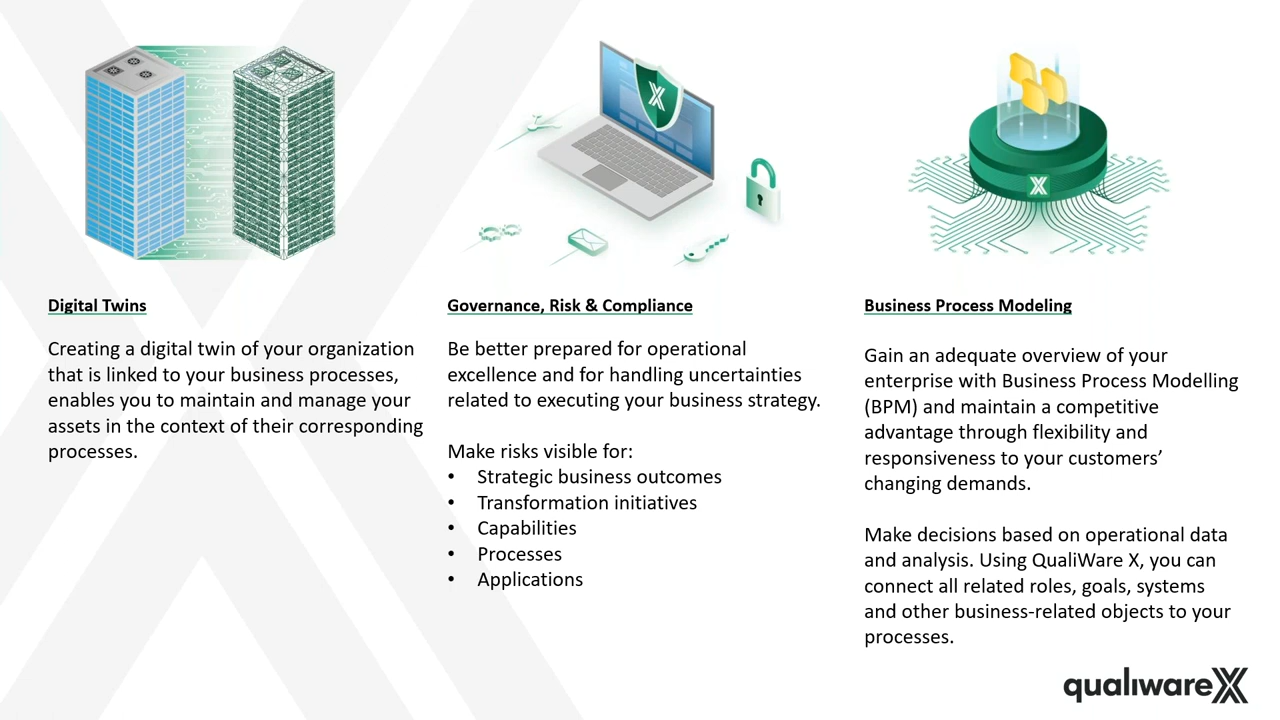 Digital Twins
Creating a digital twin of your organization
that is linked to your business processes,
enables you to maintain and manage your
assets in the context of their corresponding
processes.
Governance, Risk & Compliance
Be better prepared for operational
excellence and for handling uncertainties
related to executing your business strategy.
Make risks visible for:
• Strategic business outcomes
• Transformation initiatives
• Capabilities
• Processes
• Applications
Business Process Modeling
Gain an adequate overview of your
enterprise with Business Process Modelling
(BPM) and maintain a competitive
advantage through flexibility and
responsiveness to your customers’
changing demands.
Make decisions based on operational data
and analysis. Using QualiWare X, you can
connect all related roles, goals, systems
and other business-related objects to your
processes.
qualiwareX